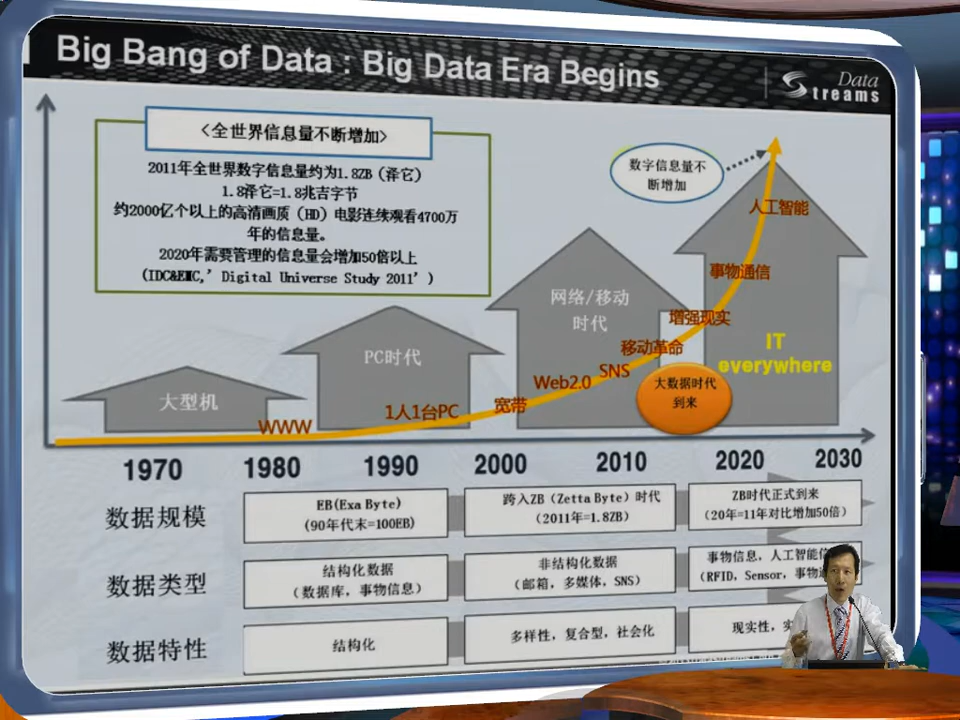 Big Bang of Data : Big Data Era Begins
Data
Streams
<全世界信息量不断增加>
2011年全世界数字信息量约为1.8ZB（泽它）
1.8泽它=1.8兆吉字节
约2000亿个以上的高清画质（HD）电影连续观看4700万
年的信息量。
2020年需要管理的信息量会增加50倍以上
(IDC&EMC,’Digital Universe Study 2011’)
数字信息量不
断增加
人工智能
事物通信
增强现实
移动革命
SNS
Web2.0
宽带
1人1台PC
WWW
大型机
PC时代
网络/移动
时代
IT
everywhere
大数据时代
到来
1970
1980
1990
2000
2010
2020
2030
数据规模
EB(Exa Byte)
(90年代末=100EB)
跨入ZB（Zetta Byte）时代
(2011年=1.8ZB)
ZB时代正式到来
(20年=11年对比增加50倍)
数据类型
结构化数据
(数据库，事物信息)
非结构化数据
(邮箱，多媒体，SNS)
事物信息，人工智能
(RFID，Sensor，事物
数据特性
结构化
多样性，复合型，社会化
现实性，